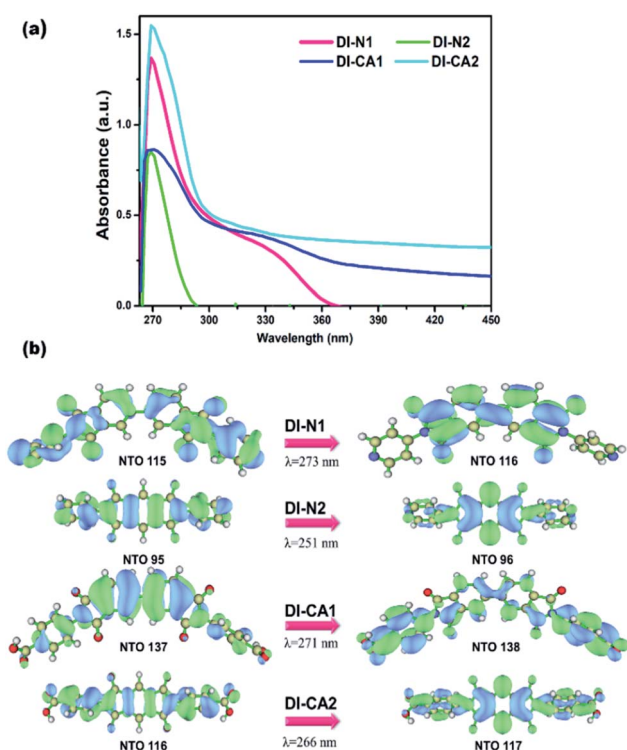 (a)
DI-N1 DI-N2
DI-CA1 DI-CA2
Absorbance (a.u.)
1.5
1.0
0.5
0.0
270 300 330 360 390 420 450
Wavelength (nm)
(b)
DI-N1
λ=273 nm
NTO 115 NTO 116
DI-N2
λ=251 nm
NTO 95 NTO 96
DI-CA1
λ=271 nm
NTO 137 NTO 138
DI-CA2
λ=266 nm
NTO 116 NTO 117